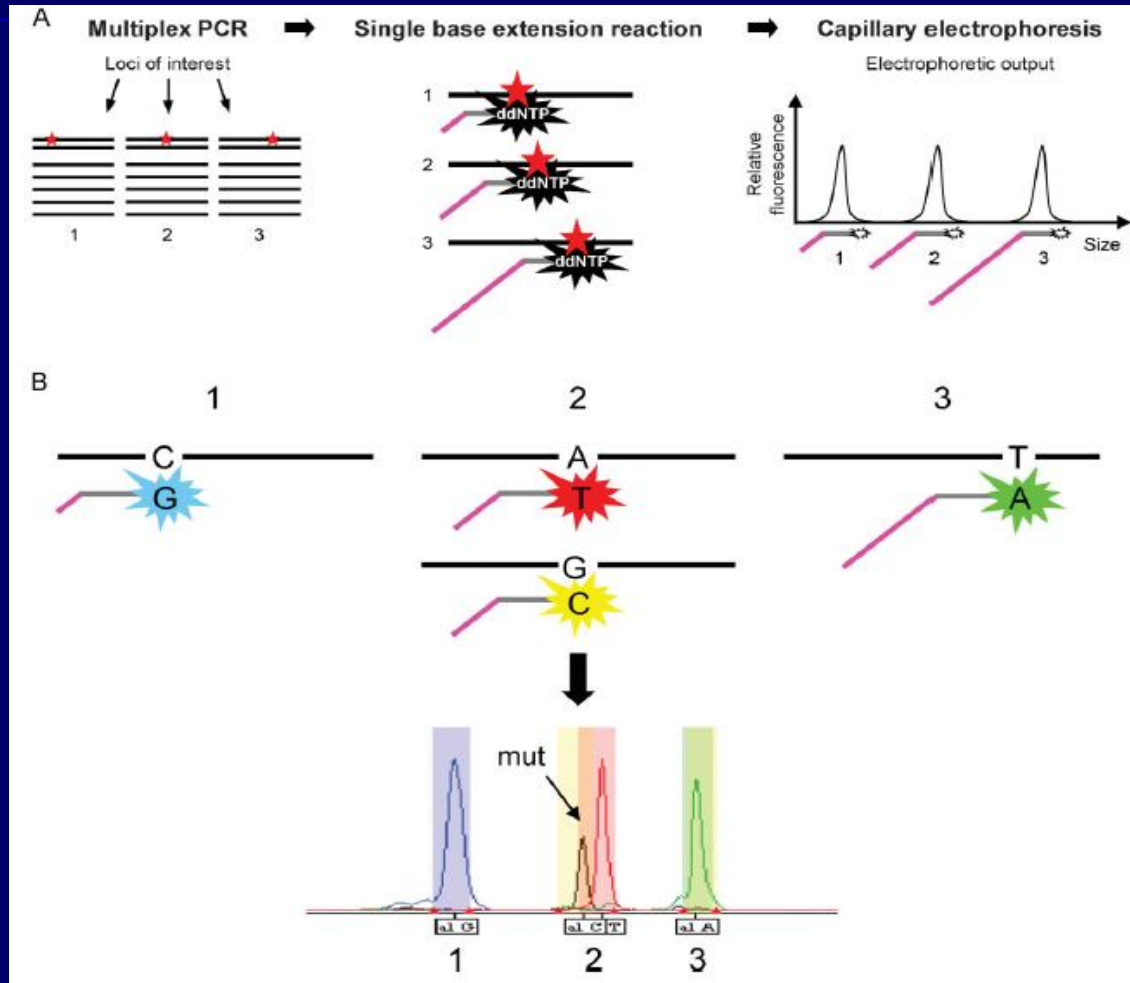 A
Multiplex PCR ➡ Single base extension reaction ➡ Capillary electrophoresis
Loci of interest
1 2 3
1 ddNTP
2 ddNTP
3 ddNTP
Electrophoretic output
Relative
fluorescence
1 2 3 Size
B
1 2 3
C A T
G T A
G
C
mut
al G al C T al A
1 2 3